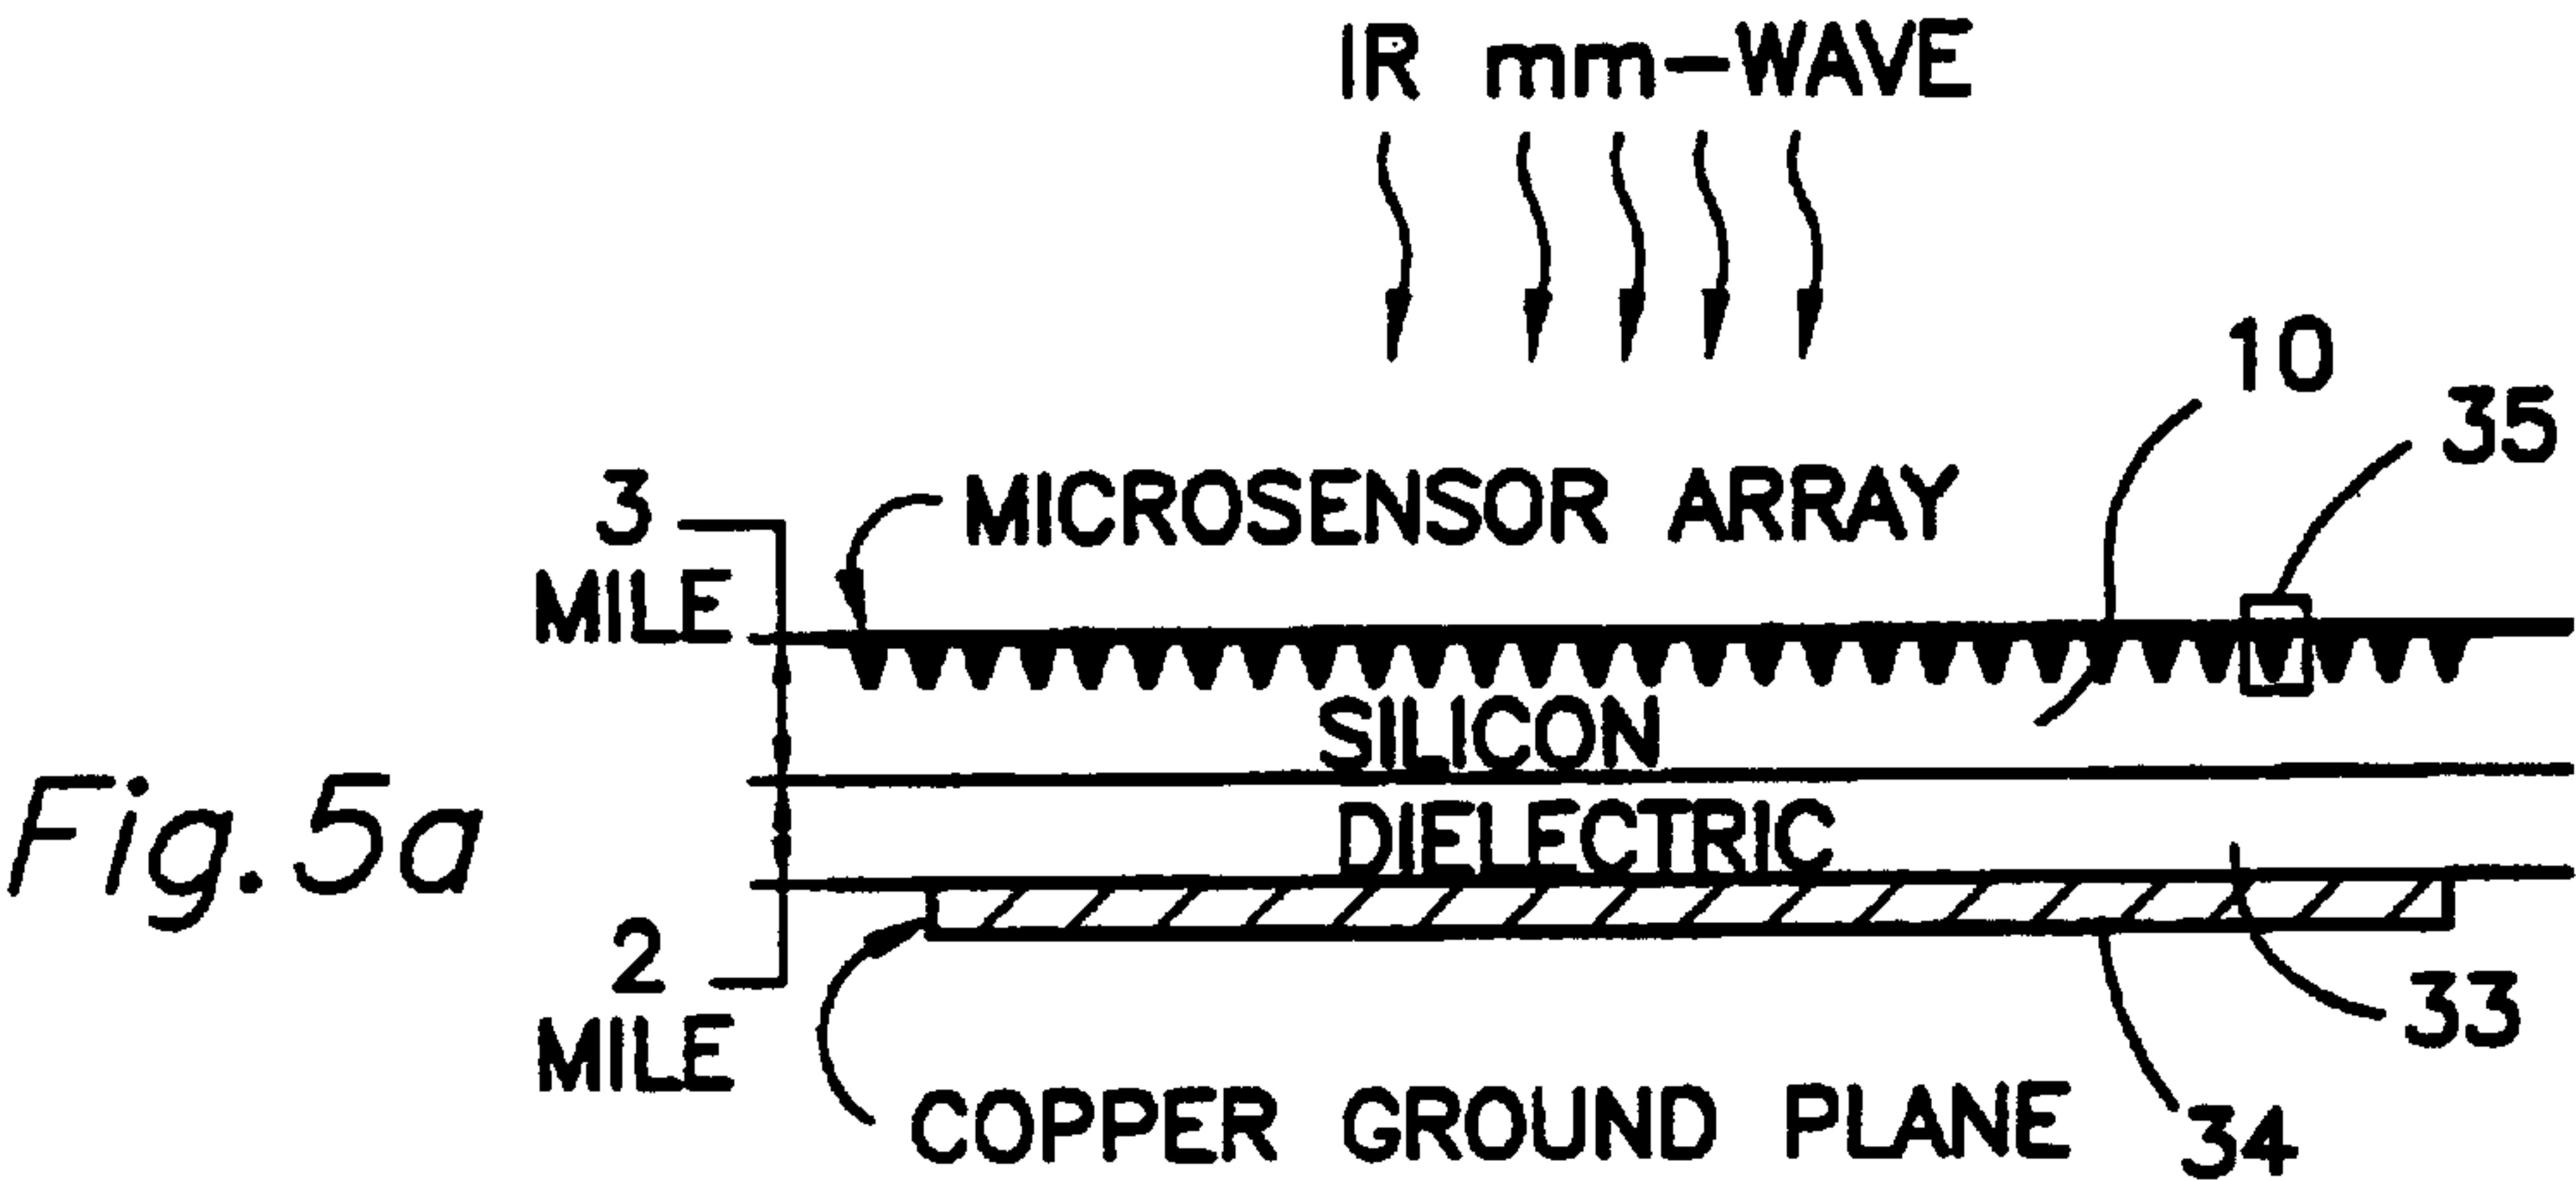 IR mm-WAVE
10
35
3
MILE
MICROSENSOR ARRAY
SILICON
DIELECTRIC
Fig. 5a
2
MILE
33
COPPER GROUND PLANE
34